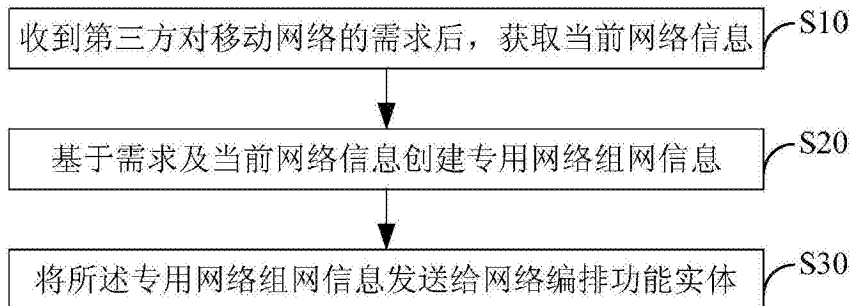 收到第三方对移动网络的需求后，获取当前网络信息
S10
基于需求及当前网络信息创建专用网络组网信息
S20
将所述专用网络组网信息发送给网络编排功能实体
S30